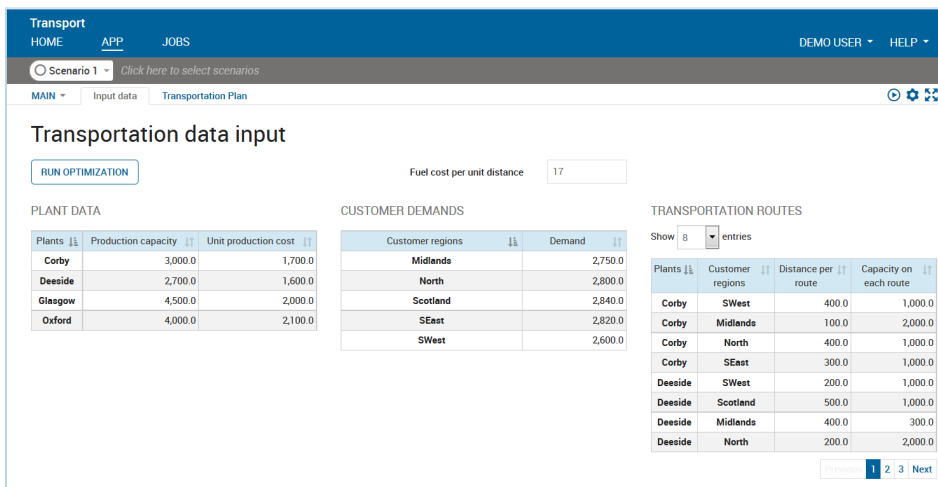 Transport
HOME APP JOBS DEMO USER HELP
Scenario 1 Click here to select scenarios
MAIN Input data Transportation Plan
Transportation data input
RUN OPTIMIZATION Fuel cost per unit distance 17
PLANT DATA
Plants Production capacity Unit production cost
Corby 3,000.0 1,700.0
Deeside 2,700.0 1,600.0
Glasgow 4,500.0 2,000.0
Oxford 4,000.0 2,100.0
CUSTOMER DEMANDS
Customer regions Demand
Midlands 2,750.0
North 2,800.0
Scotland 2,840.0
SEast 2,820.0
SWest 2,600.0
TRANSPORTATION ROUTES
Show 8 entries
Plants Customer regions Distance per route Capacity on each route
Corby SWest 400.0 1,000.0
Corby Midlands 100.0 2,000.0
Corby North 400.0 1,000.0
Corby SEast 300.0 1,000.0
Deeside SWest 200.0 1,000.0
Deeside Scotland 500.0 1,000.0
Deeside Midlands 400.0 300.0
Deeside North 200.0 2,000.0
Previous 1 2 3 Next